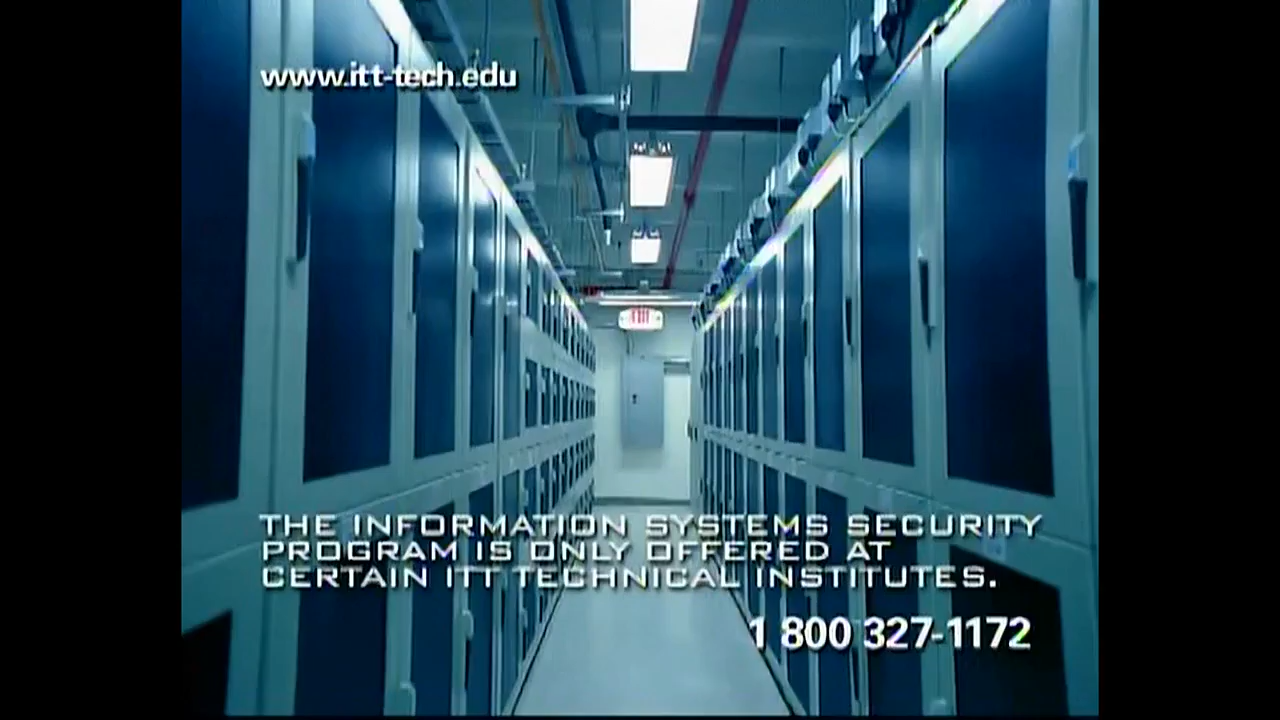 www.itt-tech.edu
THE INFORMATION SYSTEMS SECURITY
PROGRAM IS ONLY OFFERED AT
CERTAIN ITT TECHNICAL INSTITUTES.
1 800 327-1172